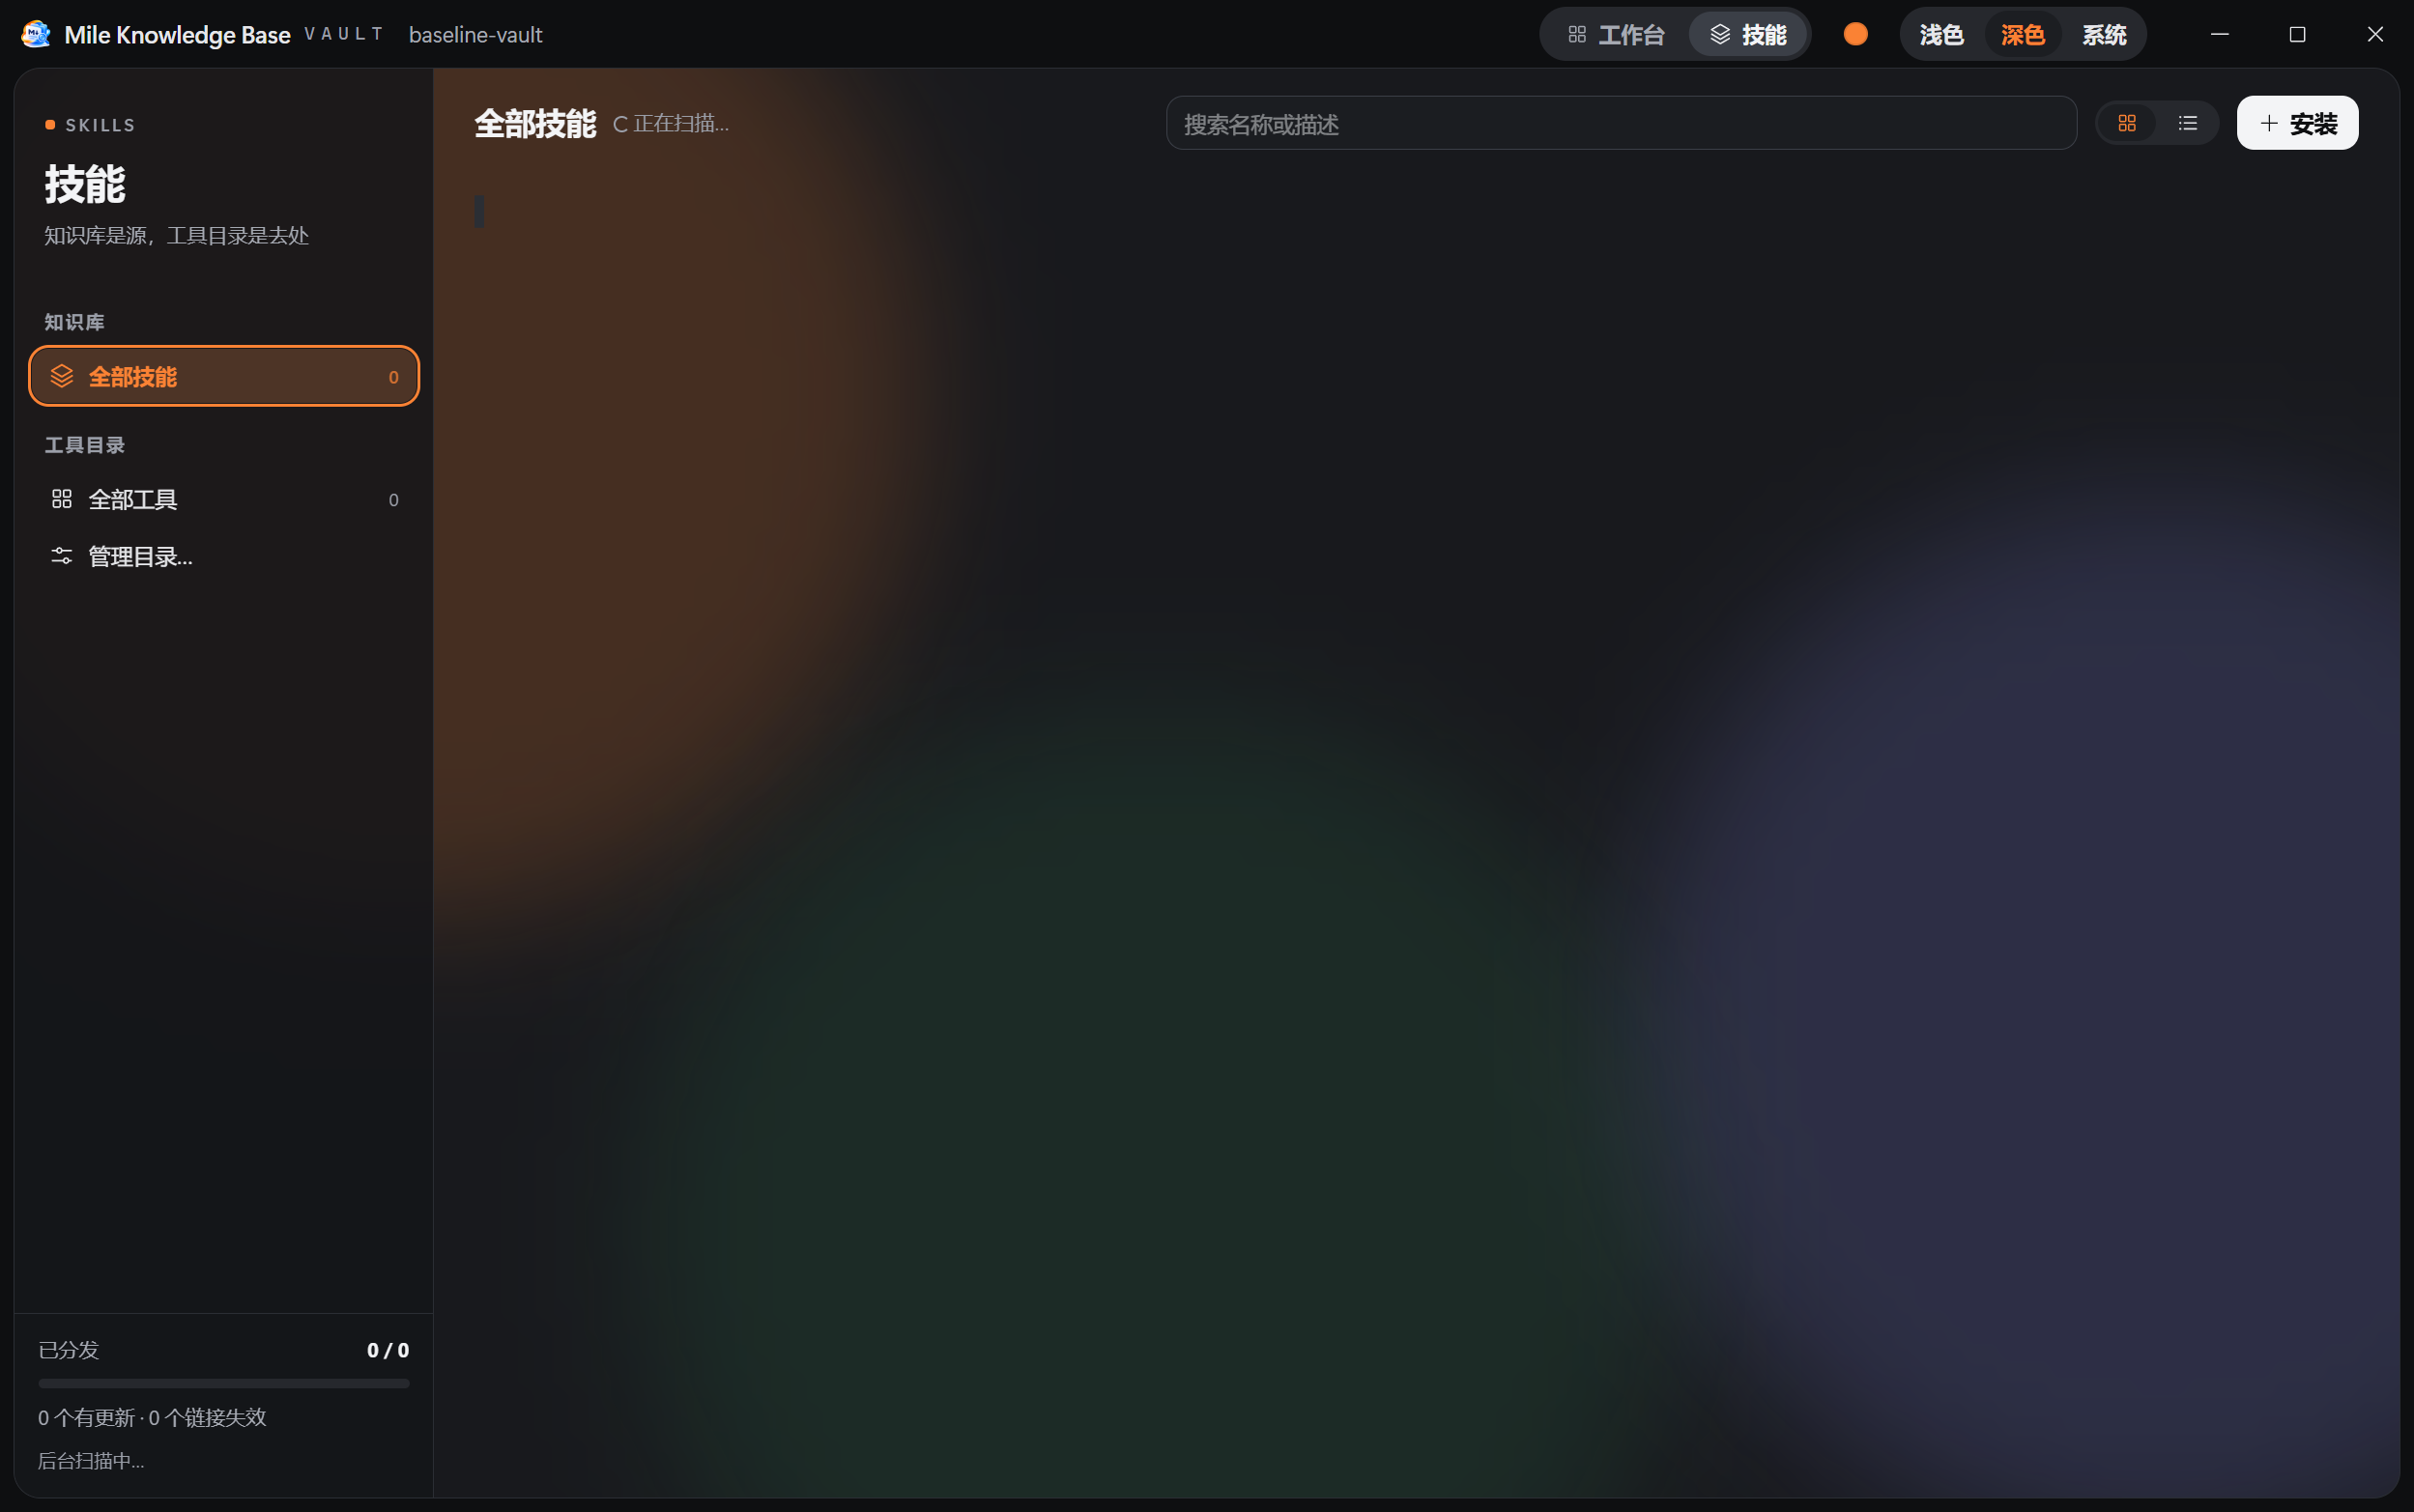 Mile Knowledge Base VAULT baseline-vault 工作台 技能 浅色 深色 系统
SKILLS
技能
知识库是源，工具目录是去处
知识库
全部技能 0
工具目录
全部工具 0
管理目录...
已分发 0 / 0
0 个有更新 · 0 个链接失效
后台扫描中...
全部技能 正在扫描... 搜索名称或描述 安装